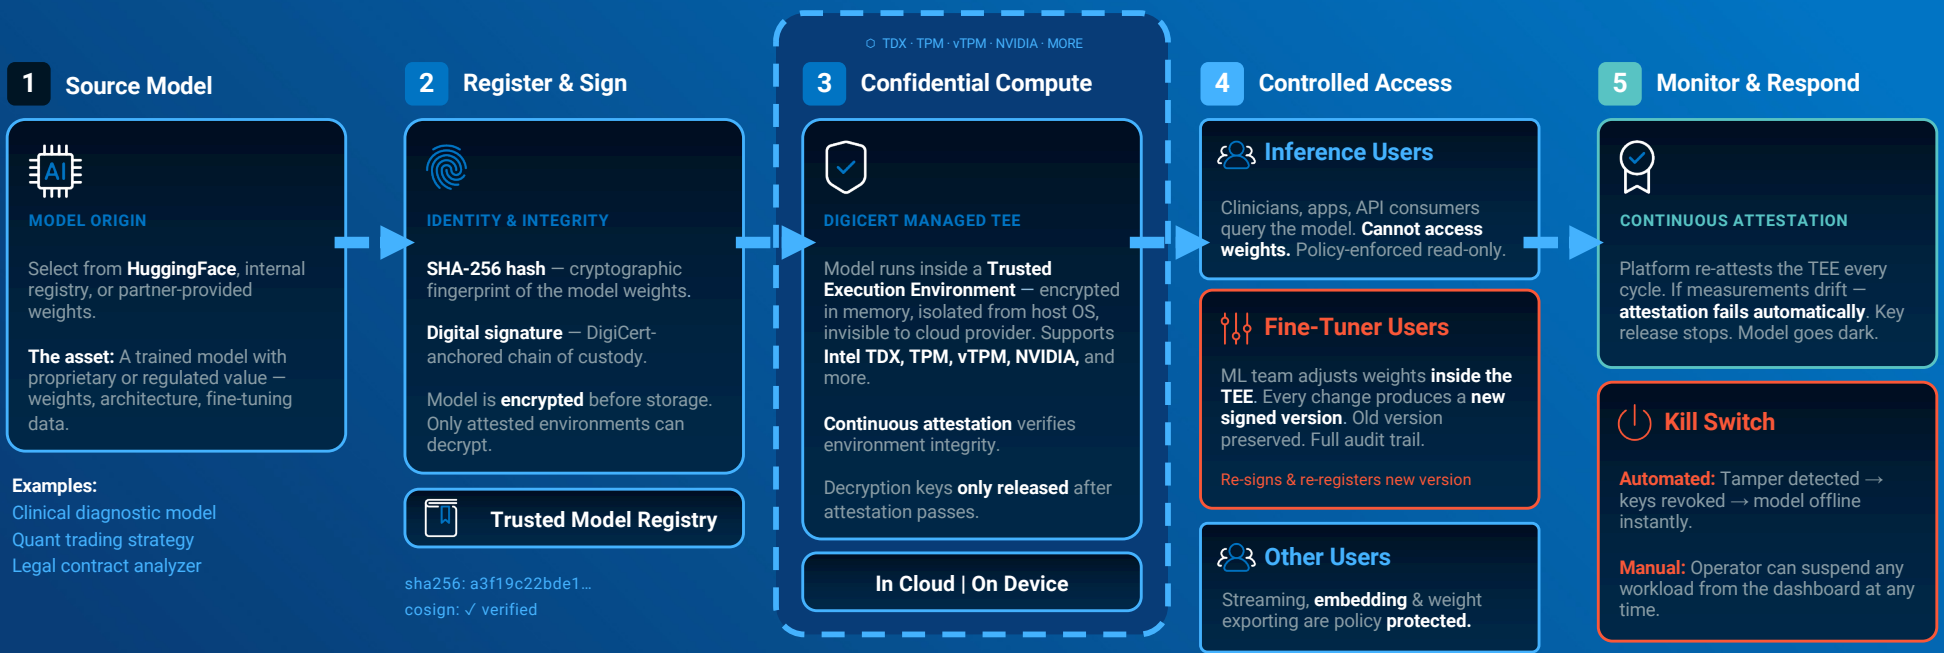 TDX · TPM · vTPM · NVIDIA · MORE
1 Source Model
AI
MODEL ORIGIN
Select from HuggingFace, internal
registry, or partner-provided
weights.
The asset: A trained model with
proprietary or regulated value —
weights, architecture, fine-tuning
data.
Examples:
Clinical diagnostic model
Quant trading strategy
Legal contract analyzer
2 Register & Sign
IDENTITY & INTEGRITY
SHA-256 hash — cryptographic
fingerprint of the model weights.
Digital signature — DigiCert-
anchored chain of custody.
Model is encrypted before storage.
Only attested environments can
decrypt.
Trusted Model Registry
sha256: a3f19c22bde1…
cosign: ✓ verified
3 Confidential Compute
DIGICERT MANAGED TEE
Model runs inside a Trusted
Execution Environment — encrypted
in memory, isolated from host OS,
invisible to cloud provider. Supports
Intel TDX, TPM, vTPM, NVIDIA, and
more.
Continuous attestation verifies
environment integrity.
Decryption keys only released after
attestation passes.
In Cloud | On Device
4 Controlled Access
Inference Users
Clinicians, apps, API consumers
query the model. Cannot access
weights. Policy-enforced read-only.
Fine-Tuner Users
ML team adjusts weights inside the
TEE. Every change produces a new
signed version. Old version
preserved. Full audit trail.
Re-signs & re-registers new version
Other Users
Streaming, embedding & weight
exporting are policy protected.
5 Monitor & Respond
CONTINUOUS ATTESTATION
Platform re-attests the TEE every
cycle. If measurements drift —
attestation fails automatically. Key
release stops. Model goes dark.
Kill Switch
Automated: Tamper detected →
keys revoked → model offline
instantly.
Manual: Operator can suspend any
workload from the dashboard at any
time.